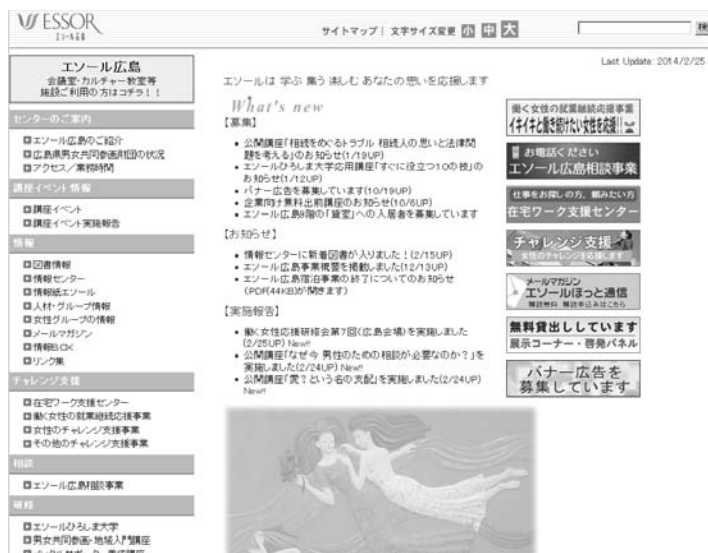 ESSOR
エソール広島
サイトマップ | 文字サイズ変更 小 中 大
Last Update: 2014/2/25
エソール広島
会議室・カルチャー教室等
施設ご利用の方はコチラ!!
センターのご案内
エソール広島のご紹介
広島県男女共同参画財団の状況
アクセス/業務時間
講座イベント情報
講座イベント
講座イベント実施報告
情報
図書情報
情報センター
情報紙エソール
人材・グループ情報
女性グループの情報
メールマガジン
情報BOX
リンク集
チャレンジ支援
在宅ワーク支援センター
働く女性の就業継続応援事業
女性のチャレンジ支援事業
その他のチャレンジ支援事業
相談
エソール広島相談事業
研修
エソールひろしま大学
男女共同参画・地域入門講座
エソールは 学ぶ 集う 楽しむ あなたの思いを応援します
What's new
【募集】
公開講座「相続をめぐるトラブル 相続人の思いと法律問
題を考える」のお知らせ(1/19UP)
エソールひろしま大学応用講座「すぐに役立つ10の技」の
お知らせ(1/12UP)
バナー広告を募集しています(10/19UP)
企業向け無料出前講座のお知らせ(10/6UP)
エソール広島9階の「貸室」への入居者を募集しています
【お知らせ】
情報センターに新着図書が入りました!(2/15UP)
エソール広島事業概要を掲載しました(12/13UP)
エソール広島宿泊事業の終了についてのお知らせ
(PDF(44KB)が開きます)
【実施報告】
働く女性応援研修会第7回(広島会場)を実施しました
(2/25UP) New!!
公開講座「なぜ今 男性のための相談が必要なのか?」を
実施しました(2/24UP) New!!
公開講座「愛?という名の支配」を実施しました(2/24UP)
New!!
働く女性の就業継続応援事業
イキイキと働き続けたい女性を応援!!
お電話ください
エソール広島相談事業
仕事をお探しの方、頼みたい方
在宅ワーク支援センター
チャレンジ支援
女性のチャレンジを応援します
メールマガジン
エソールほっと通信
購読無料 購読申込みはこちら
無料貸出ししています
展示コーナー・啓発パネル
バナー広告を
募集しています